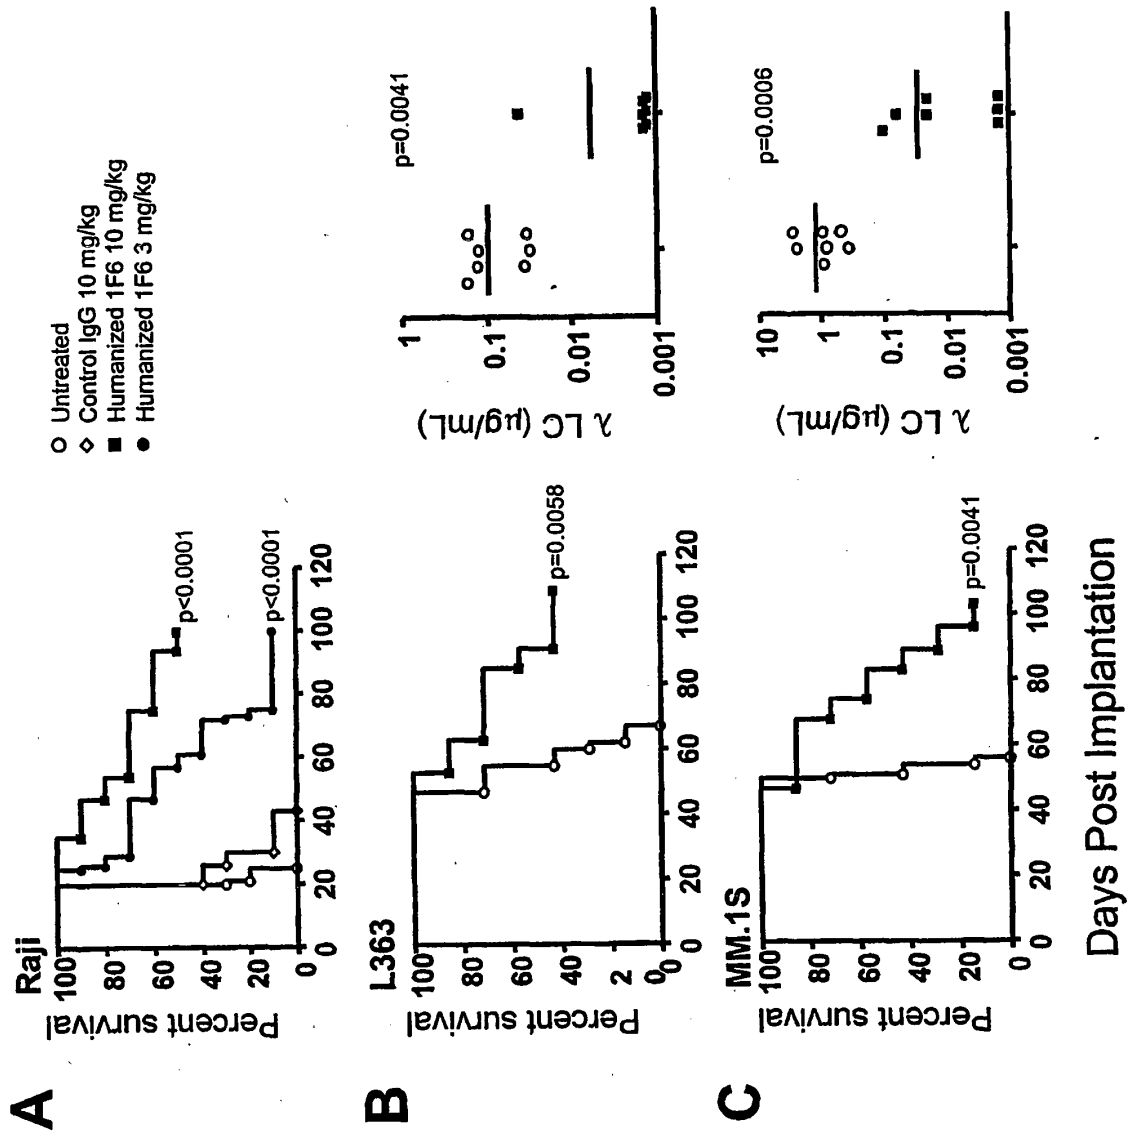 A
Raji
Percent survival
100
80
60
40
20
0
0 20 40 60 80 100 120
p<0.0001
p<0.0001
Untreated
Control IgG 10 mg/kg
Humanized 1F6 10 mg/kg
Humanized 1F6 3 mg/kg
B
L363
Percent survival
100
80
60
40
2
0
0 20 40 60 80 100 120
p=0.0058
λ LC (μg/mL)
1
0.1
0.01
0.001
p=0.0041
C
MM.1S
Percent survival
100
80
60
40
20
0
0 20 40 60 80 100 120
p=0.0041
λ LC (μg/mL)
10
1
0.1
0.01
0.001
p=0.0006
Days Post Implantation